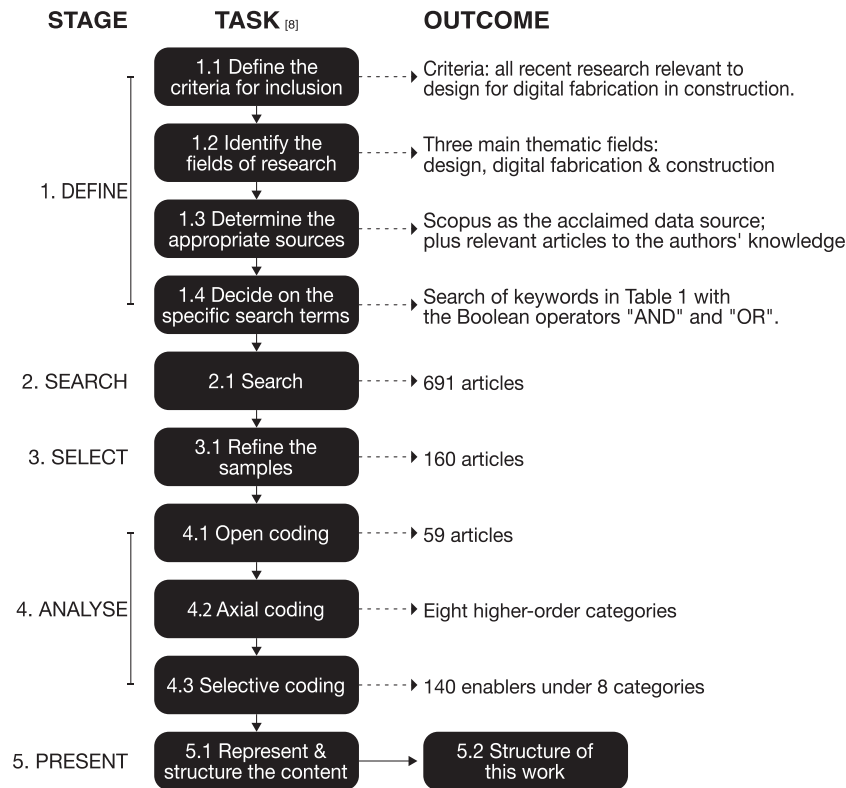 STAGE TASK [8] OUTCOME
1.1 Define the
criteria for inclusion
Criteria: all recent research relevant to
design for digital fabrication in construction.
1.2 Identify the
fields of research
Three main thematic fields:
design, digital fabrication & construction
1. DEFINE
1.3 Determine the
appropriate sources
Scopus as the acclaimed data source;
plus relevant articles to the authors' knowledge
1.4 Decide on the
specific search terms
Search of keywords in Table 1 with
the Boolean operators "AND" and "OR".
2. SEARCH
2.1 Search
691 articles
3. SELECT
3.1 Refine the
samples
160 articles
4.1 Open coding
59 articles
4. ANALYSE
4.2 Axial coding
Eight higher-order categories
4.3 Selective coding
140 enablers under 8 categories
5. PRESENT
5.1 Represent &
structure the content
5.2 Structure of
this work